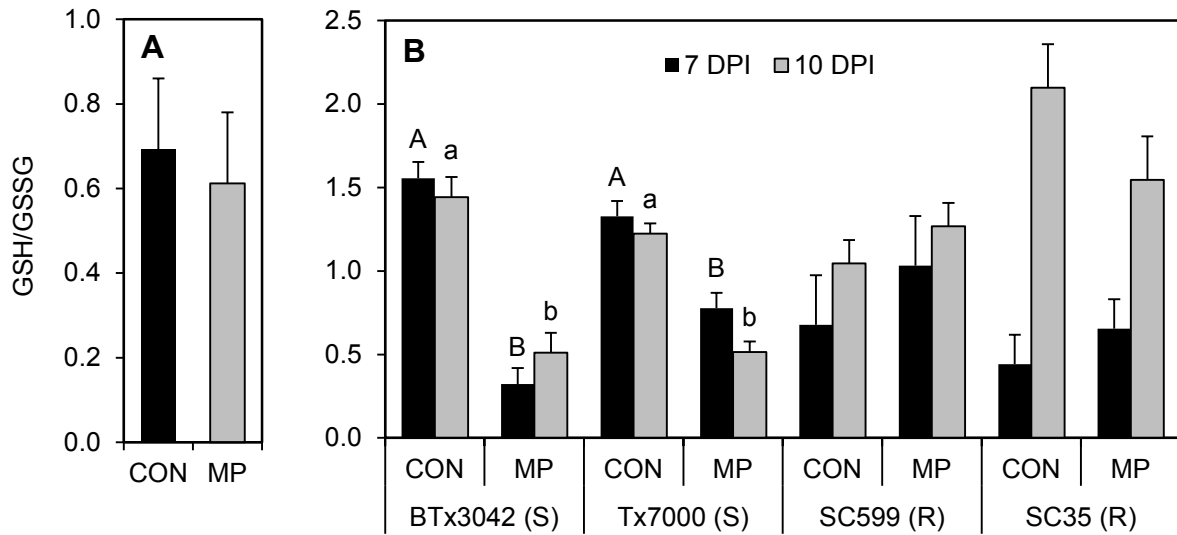 GSH/GSSG
A
1.0
0.8
0.6
0.4
0.2
0.0
CON MP
B
7 DPI 10 DPI
2.5
2.0
1.5
1.0
0.5
0.0
A a B b A a B b
CON MP CON MP CON MP CON MP
BTx3042 (S) Tx7000 (S) SC599 (R) SC35 (R)